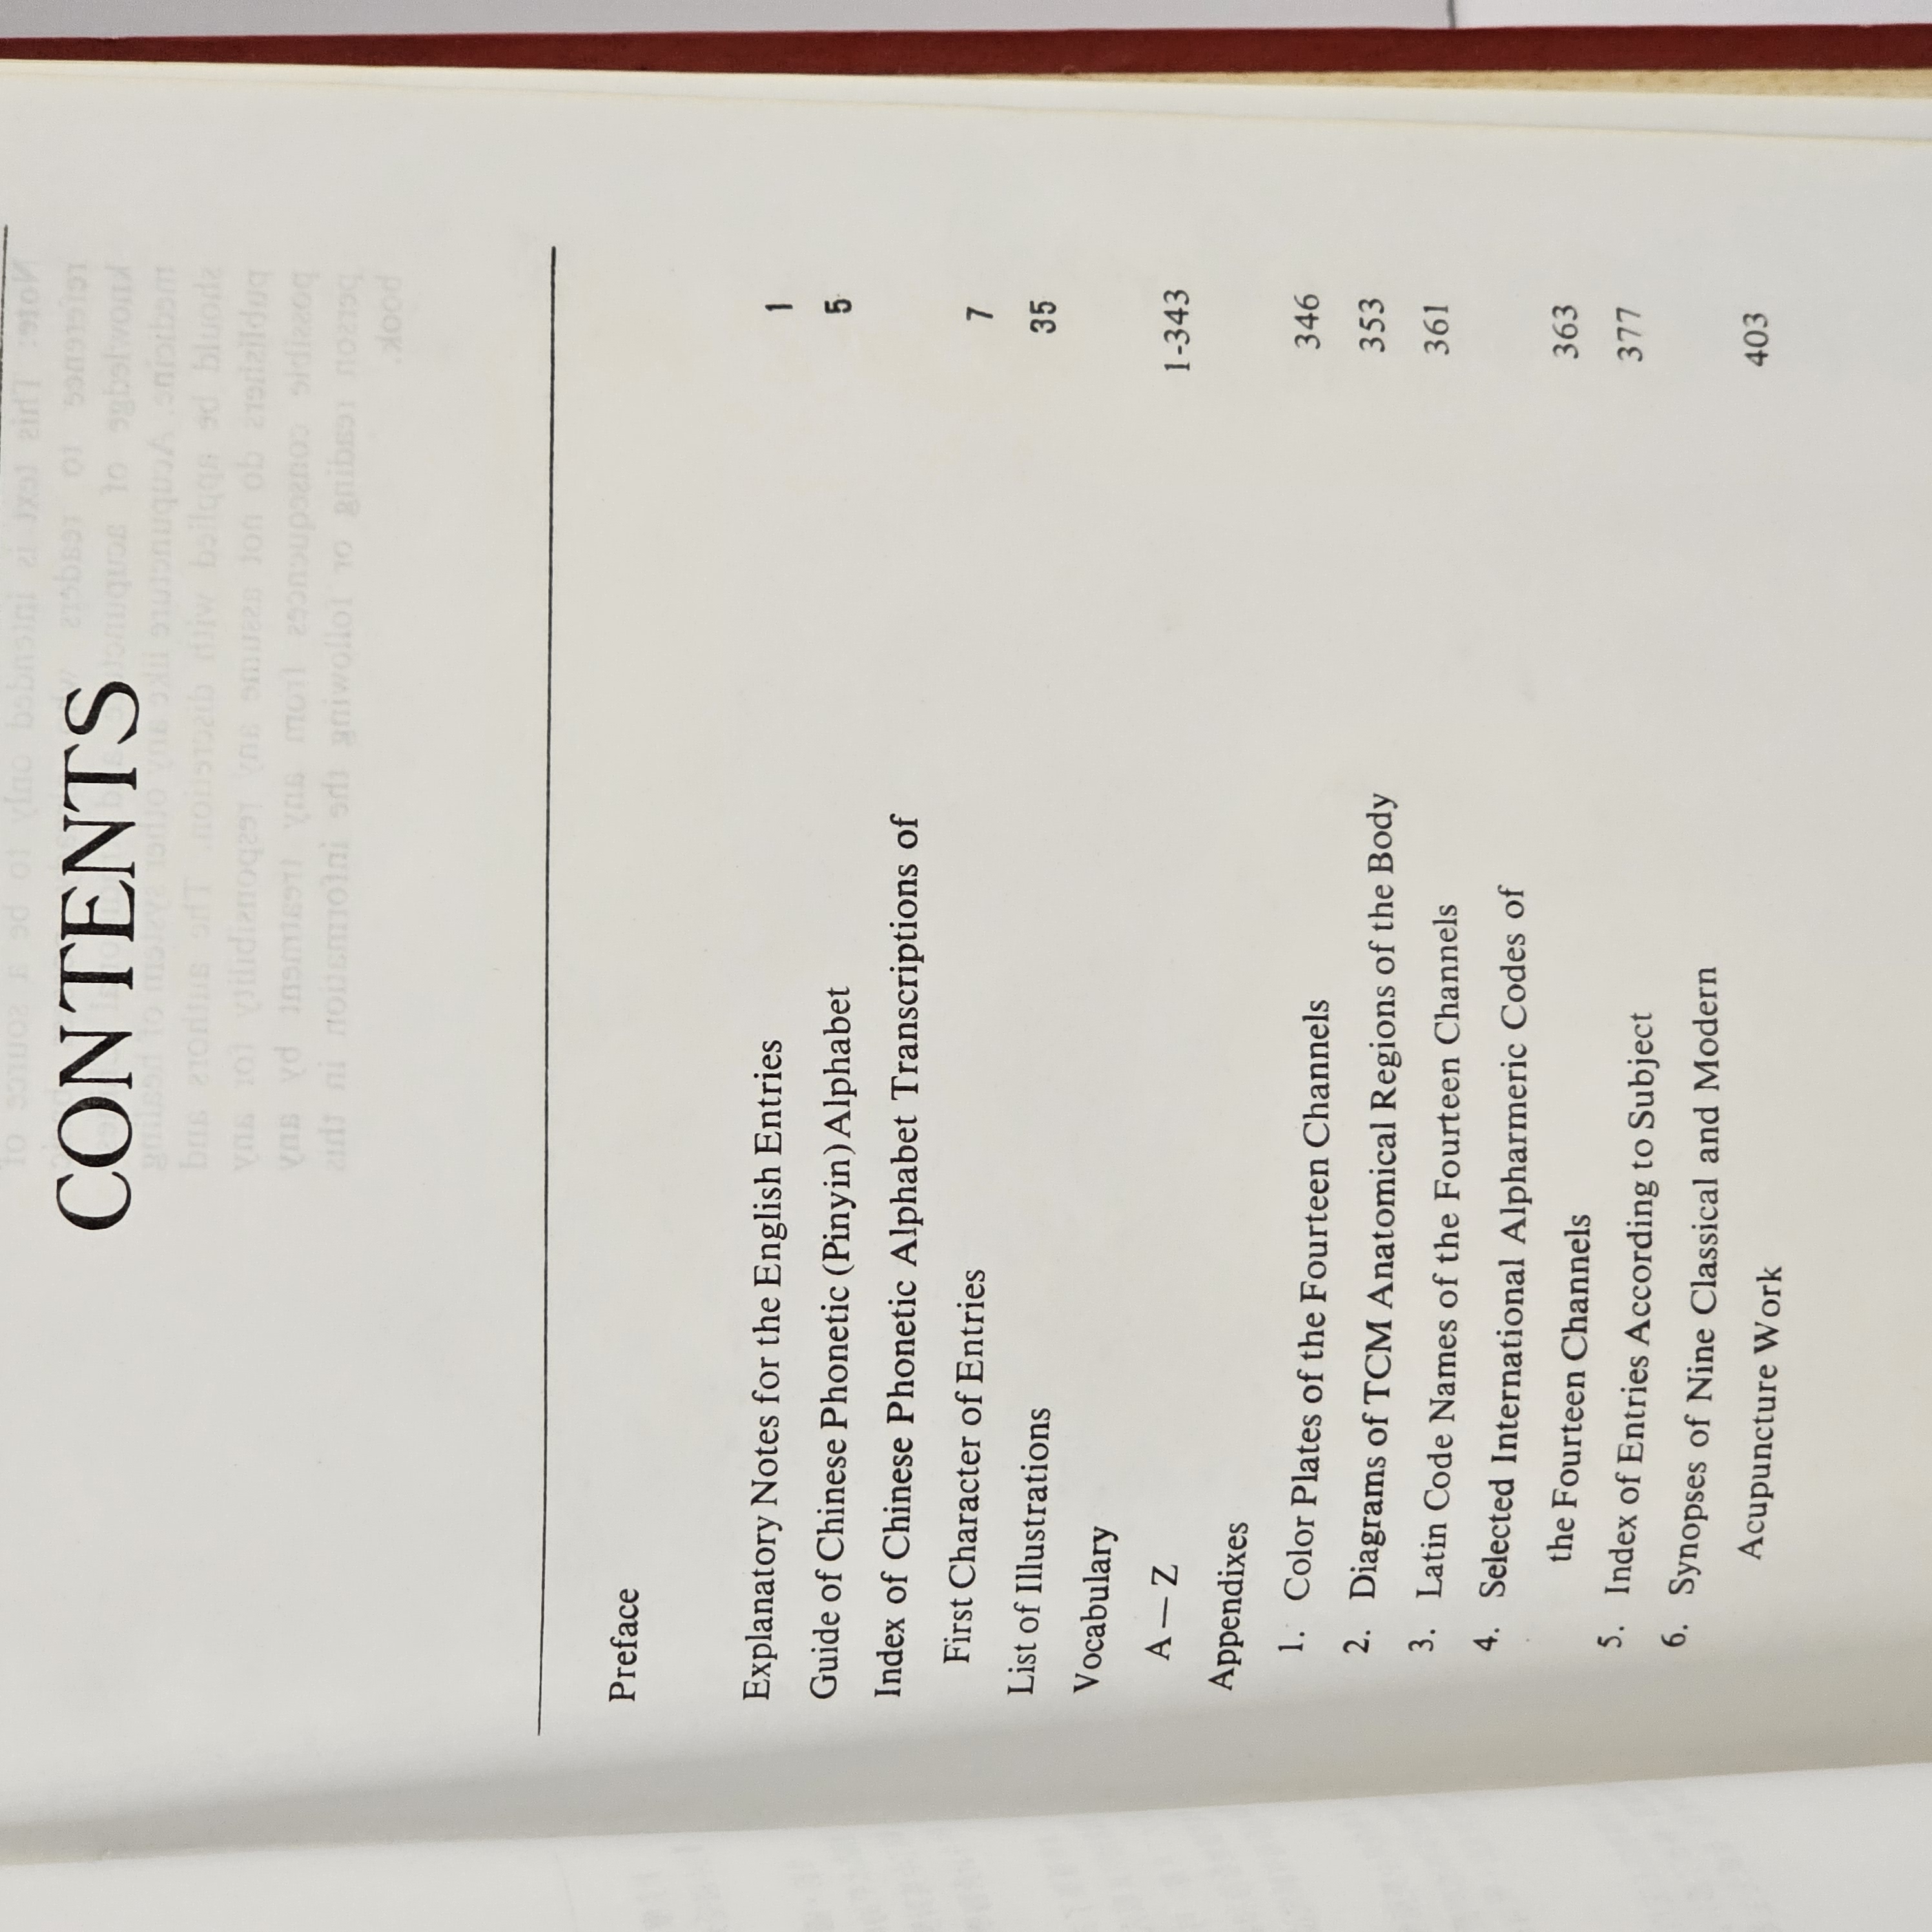 CONTENTS
Preface
Explanatory Notes for the English Entries 1
Guide of Chinese Phonetic (Pinyin) Alphabet 5
Index of Chinese Phonetic Alphabet Transcriptions of
First Character of Entries 7
List of Illustrations 35
Vocabulary
A — Z 1-343
Appendixes
1. Color Plates of the Fourteen Channels 346
2. Diagrams of TCM Anatomical Regions of the Body 353
3. Latin Code Names of the Fourteen Channels 361
4. Selected International Alpharmeric Codes of
the Fourteen Channels 363
5. Index of Entries According to Subject 377
6. Synopses of Nine Classical and Modern
Acupuncture Work 403